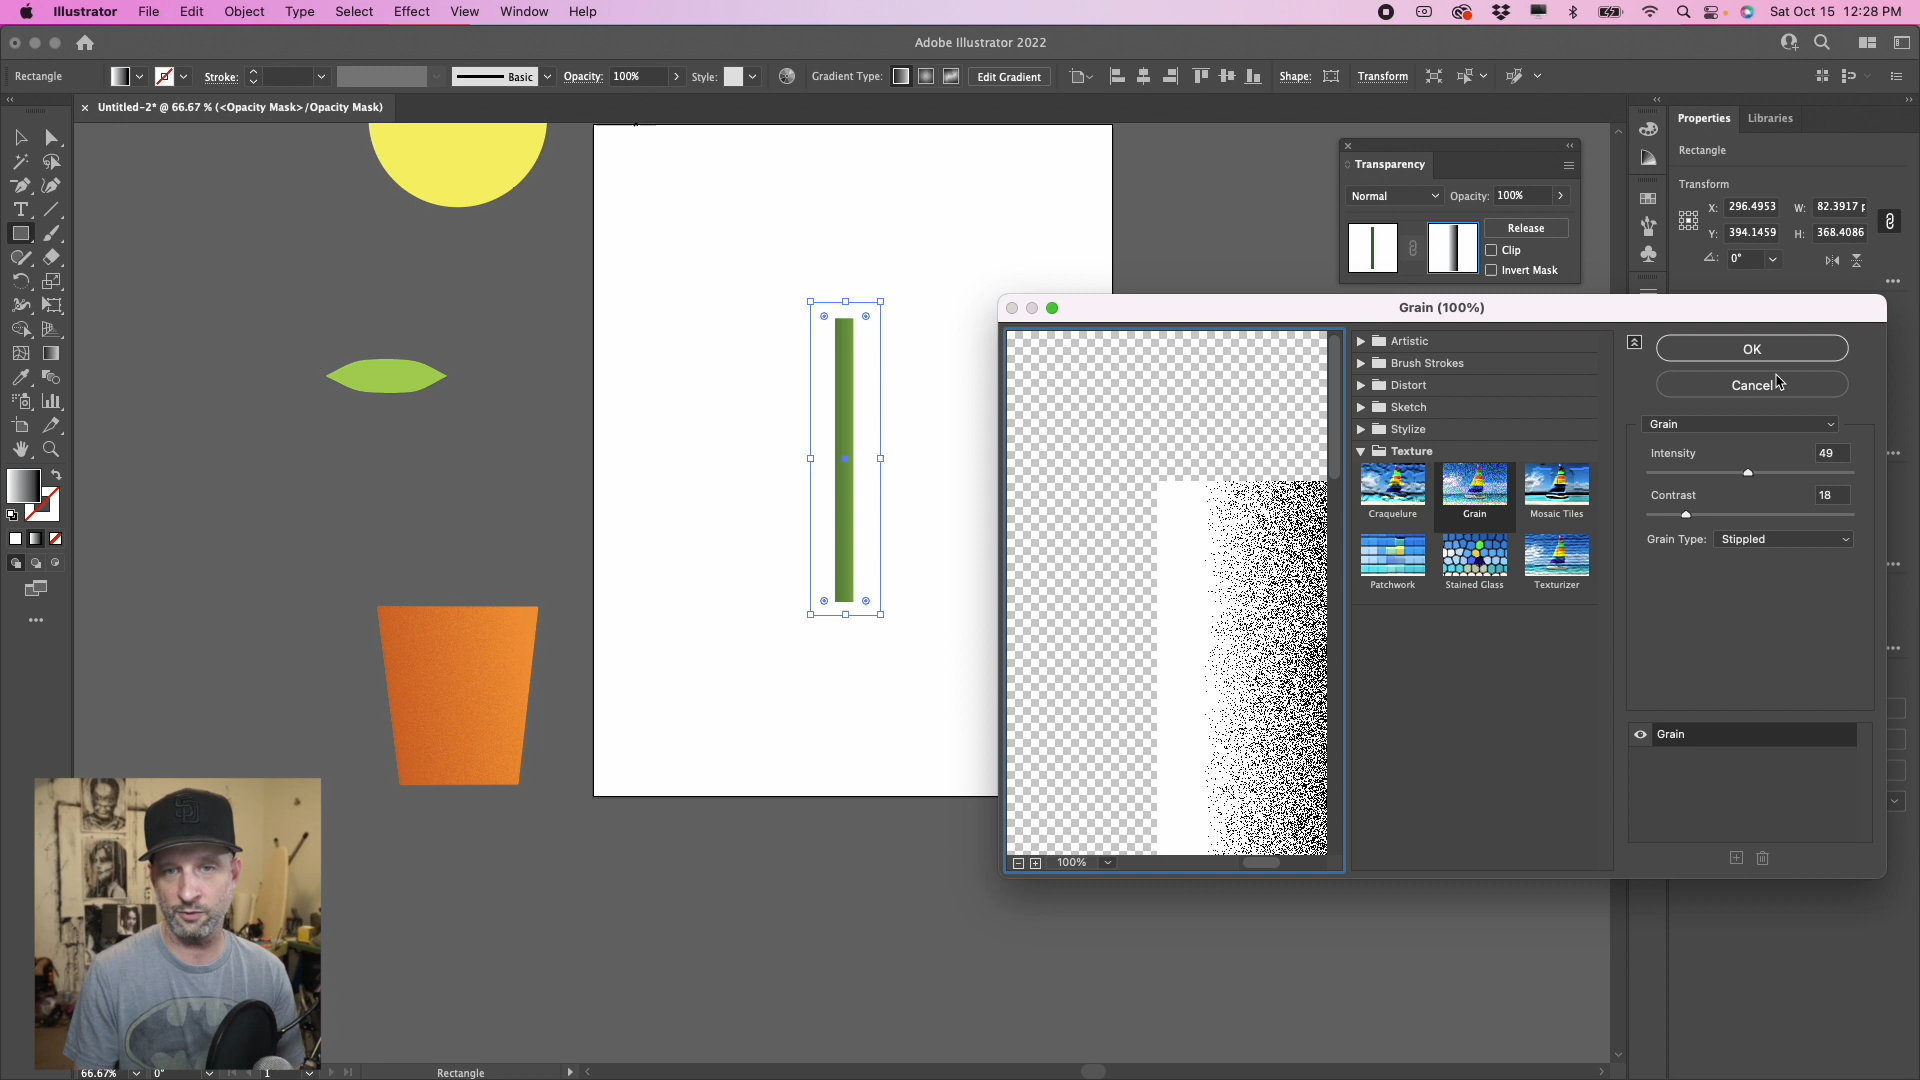 Illustrator File Edit Object Type Select Effect View Window Help Sat Oct 15 12:28 PM
Adobe Illustrator 2022
Rectangle Stroke: Basic Opacity: 100% Style: Gradient Type: Edit Gradient Shape: Transform
Untitled-2* @ 66.67 % (<Opacity Mask>/Opacity Mask)
Properties Libraries
Rectangle
Transform
X: 296.4953 W: 82.3917 p
Y: 394.1459 H: 368.4086
0°
Transparency
Normal Opacity: 100%
Release
Clip
Invert Mask
Grain (100%)
Artistic
Brush Strokes
Distort
Sketch
Stylize
Texture
Craquelure Grain Mosaic Tiles
Patchwork Stained Glass Texturizer
OK
Cancel
Grain
Intensity 49
Contrast 18
Grain Type: Stippled
Grain
100%
66.67% 0° 1 Rectangle